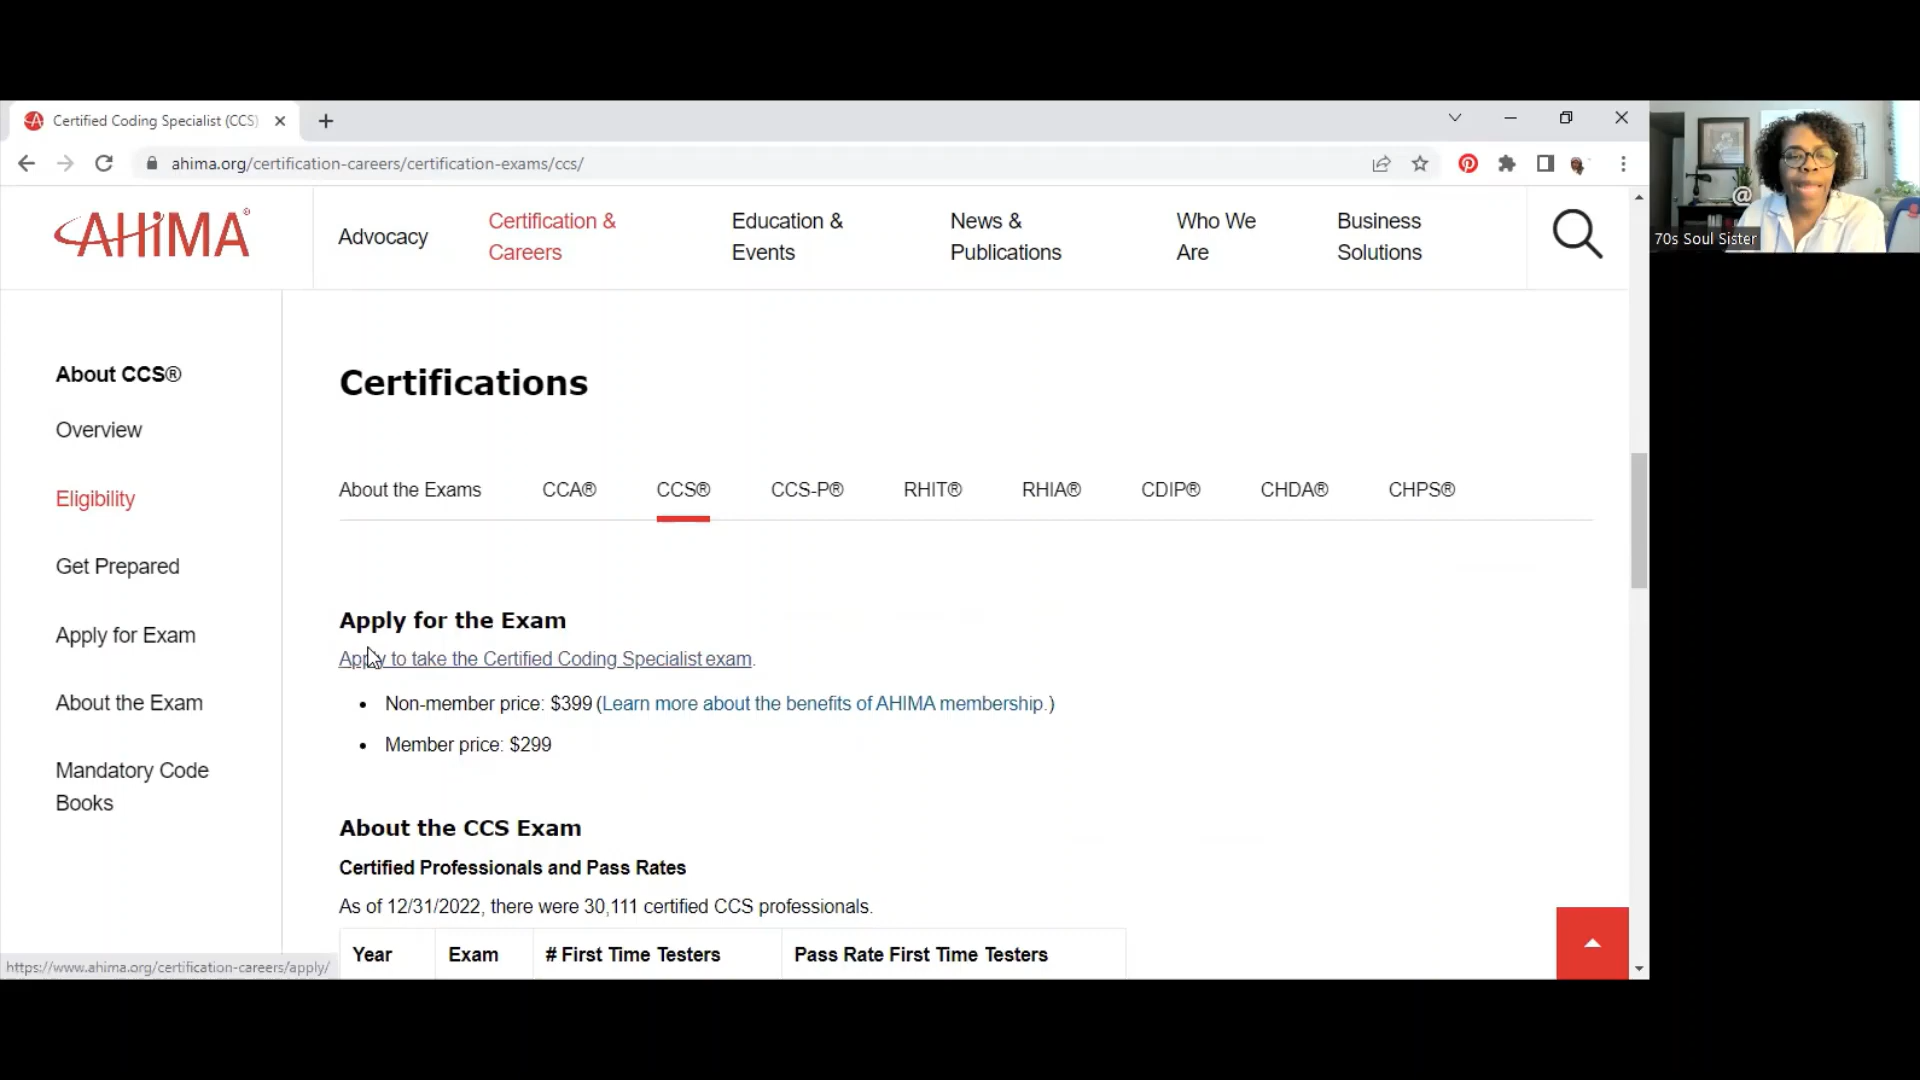 Certified Coding Specialist (CCS)
ahima.org/certification-careers/certification-exams/ccs/
AHiMA®
Advocacy
Certification &
Careers
Education &
Events
News &
Publications
Who We
Are
Business
Solutions
70s Soul Sister
About CCS®
Overview
Eligibility
Get Prepared
Apply for Exam
About the Exam
Mandatory Code
Books
Certifications
About the Exams CCA® CCS® CCS-P® RHIT® RHIA® CDIP® CHDA® CHPS®
Apply for the Exam
Apply to take the Certified Coding Specialist exam.
• Non-member price: $399 (Learn more about the benefits of AHIMA membership.)
• Member price: $299
About the CCS Exam
Certified Professionals and Pass Rates
As of 12/31/2022, there were 30,111 certified CCS professionals.
Year Exam # First Time Testers Pass Rate First Time Testers
https://www.ahima.org/certification-careers/apply/